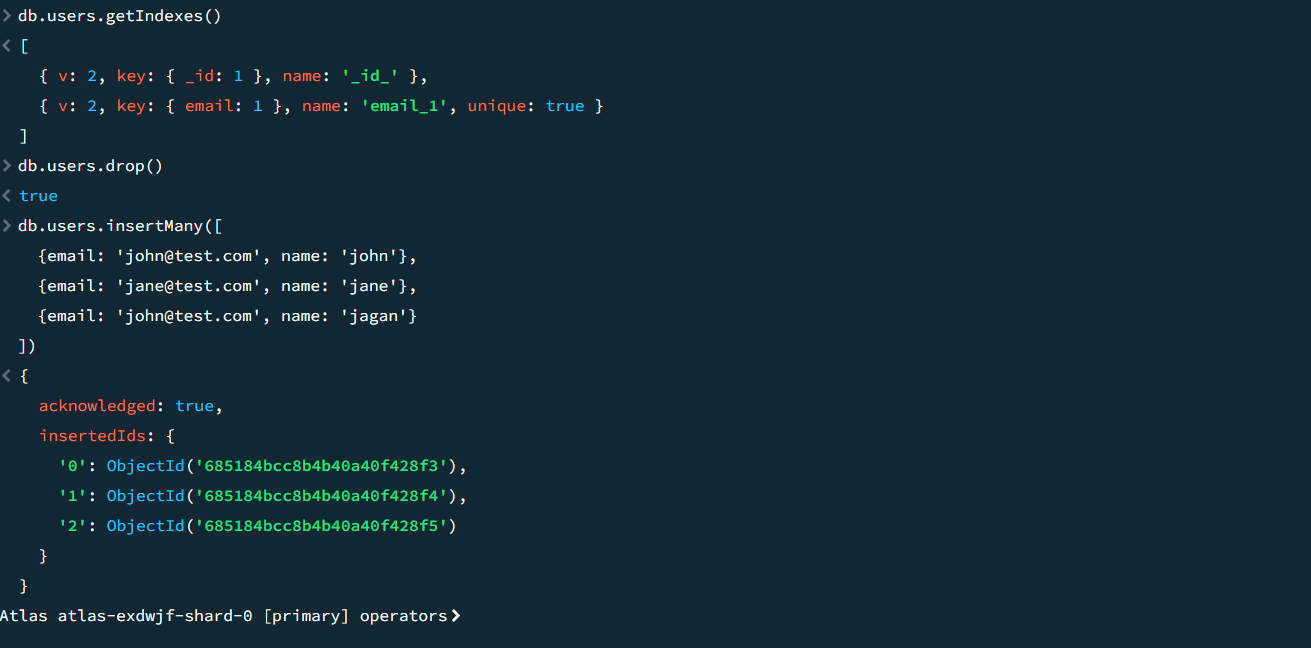 > db.users.getIndexes()
< [
{ v: 2, key: { _id: 1 }, name: '_id_' },
{ v: 2, key: { email: 1 }, name: 'email_1', unique: true }
]
> db.users.drop()
< true
> db.users.insertMany([
{email: 'john@test.com', name: 'john'},
{email: 'jane@test.com', name: 'jane'},
{email: 'john@test.com', name: 'jagan'}
])
< {
acknowledged: true,
insertedIds: {
'0': ObjectId('685184bcc8b4b40a40f428f3'),
'1': ObjectId('685184bcc8b4b40a40f428f4'),
'2': ObjectId('685184bcc8b4b40a40f428f5')
}
}
Atlas atlas-exdwjf-shard-0 [primary] operators>